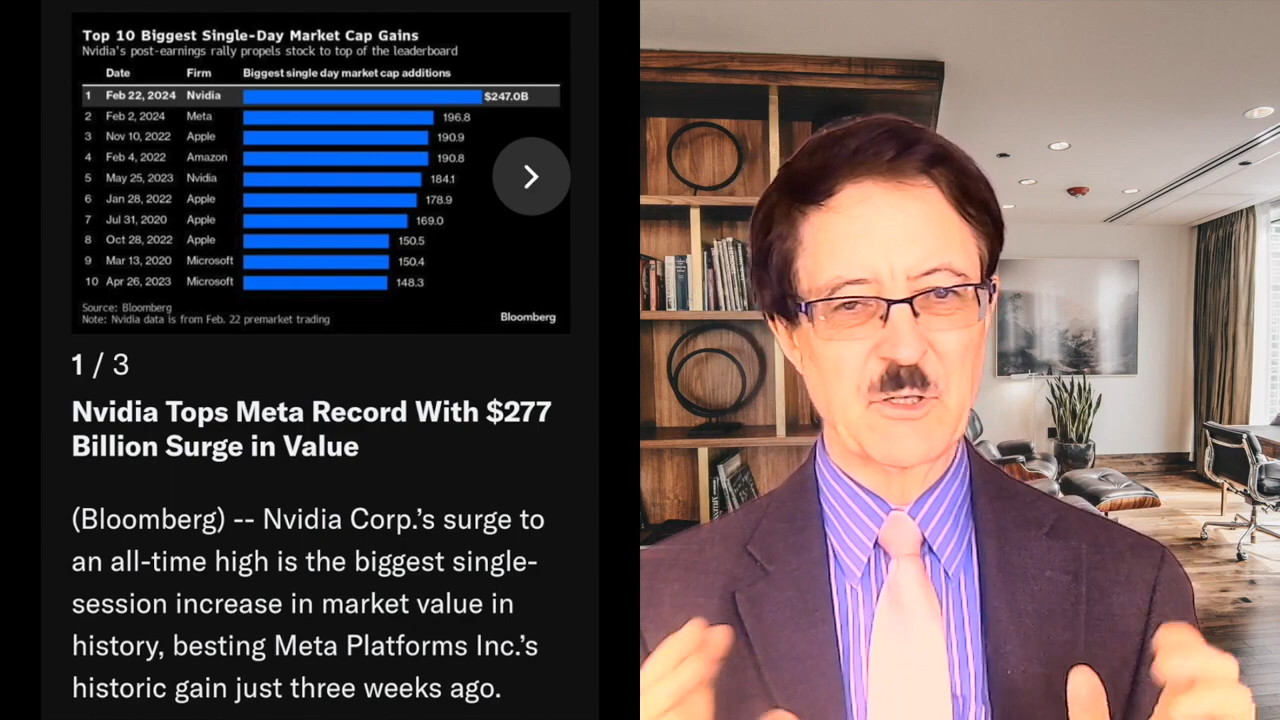 Top 10 Biggest Single-Day Market Cap Gains
Nvidia's post-earnings rally propels stock to top of the leaderboard
Date Firm Biggest single day market cap additions
1 Feb 22, 2024 Nvidia $247.0B
2 Feb 2, 2024 Meta 196.8
3 Nov 10, 2022 Apple 190.9
4 Feb 4, 2022 Amazon 190.8
5 May 25, 2023 Nvidia 184.1
6 Jan 28, 2022 Apple 178.9
7 Jul 31, 2020 Apple 169.0
8 Oct 28, 2022 Apple 150.5
9 Mar 13, 2020 Microsoft 150.4
10 Apr 26, 2023 Microsoft 148.3
Source: Bloomberg
Note: Nvidia data is from Feb. 22 premarket trading
Bloomberg
1 / 3
Nvidia Tops Meta Record With $277
Billion Surge in Value
(Bloomberg) -- Nvidia Corp.’s surge to
an all-time high is the biggest single-
session increase in market value in
history, besting Meta Platforms Inc.’s
historic gain just three weeks ago.